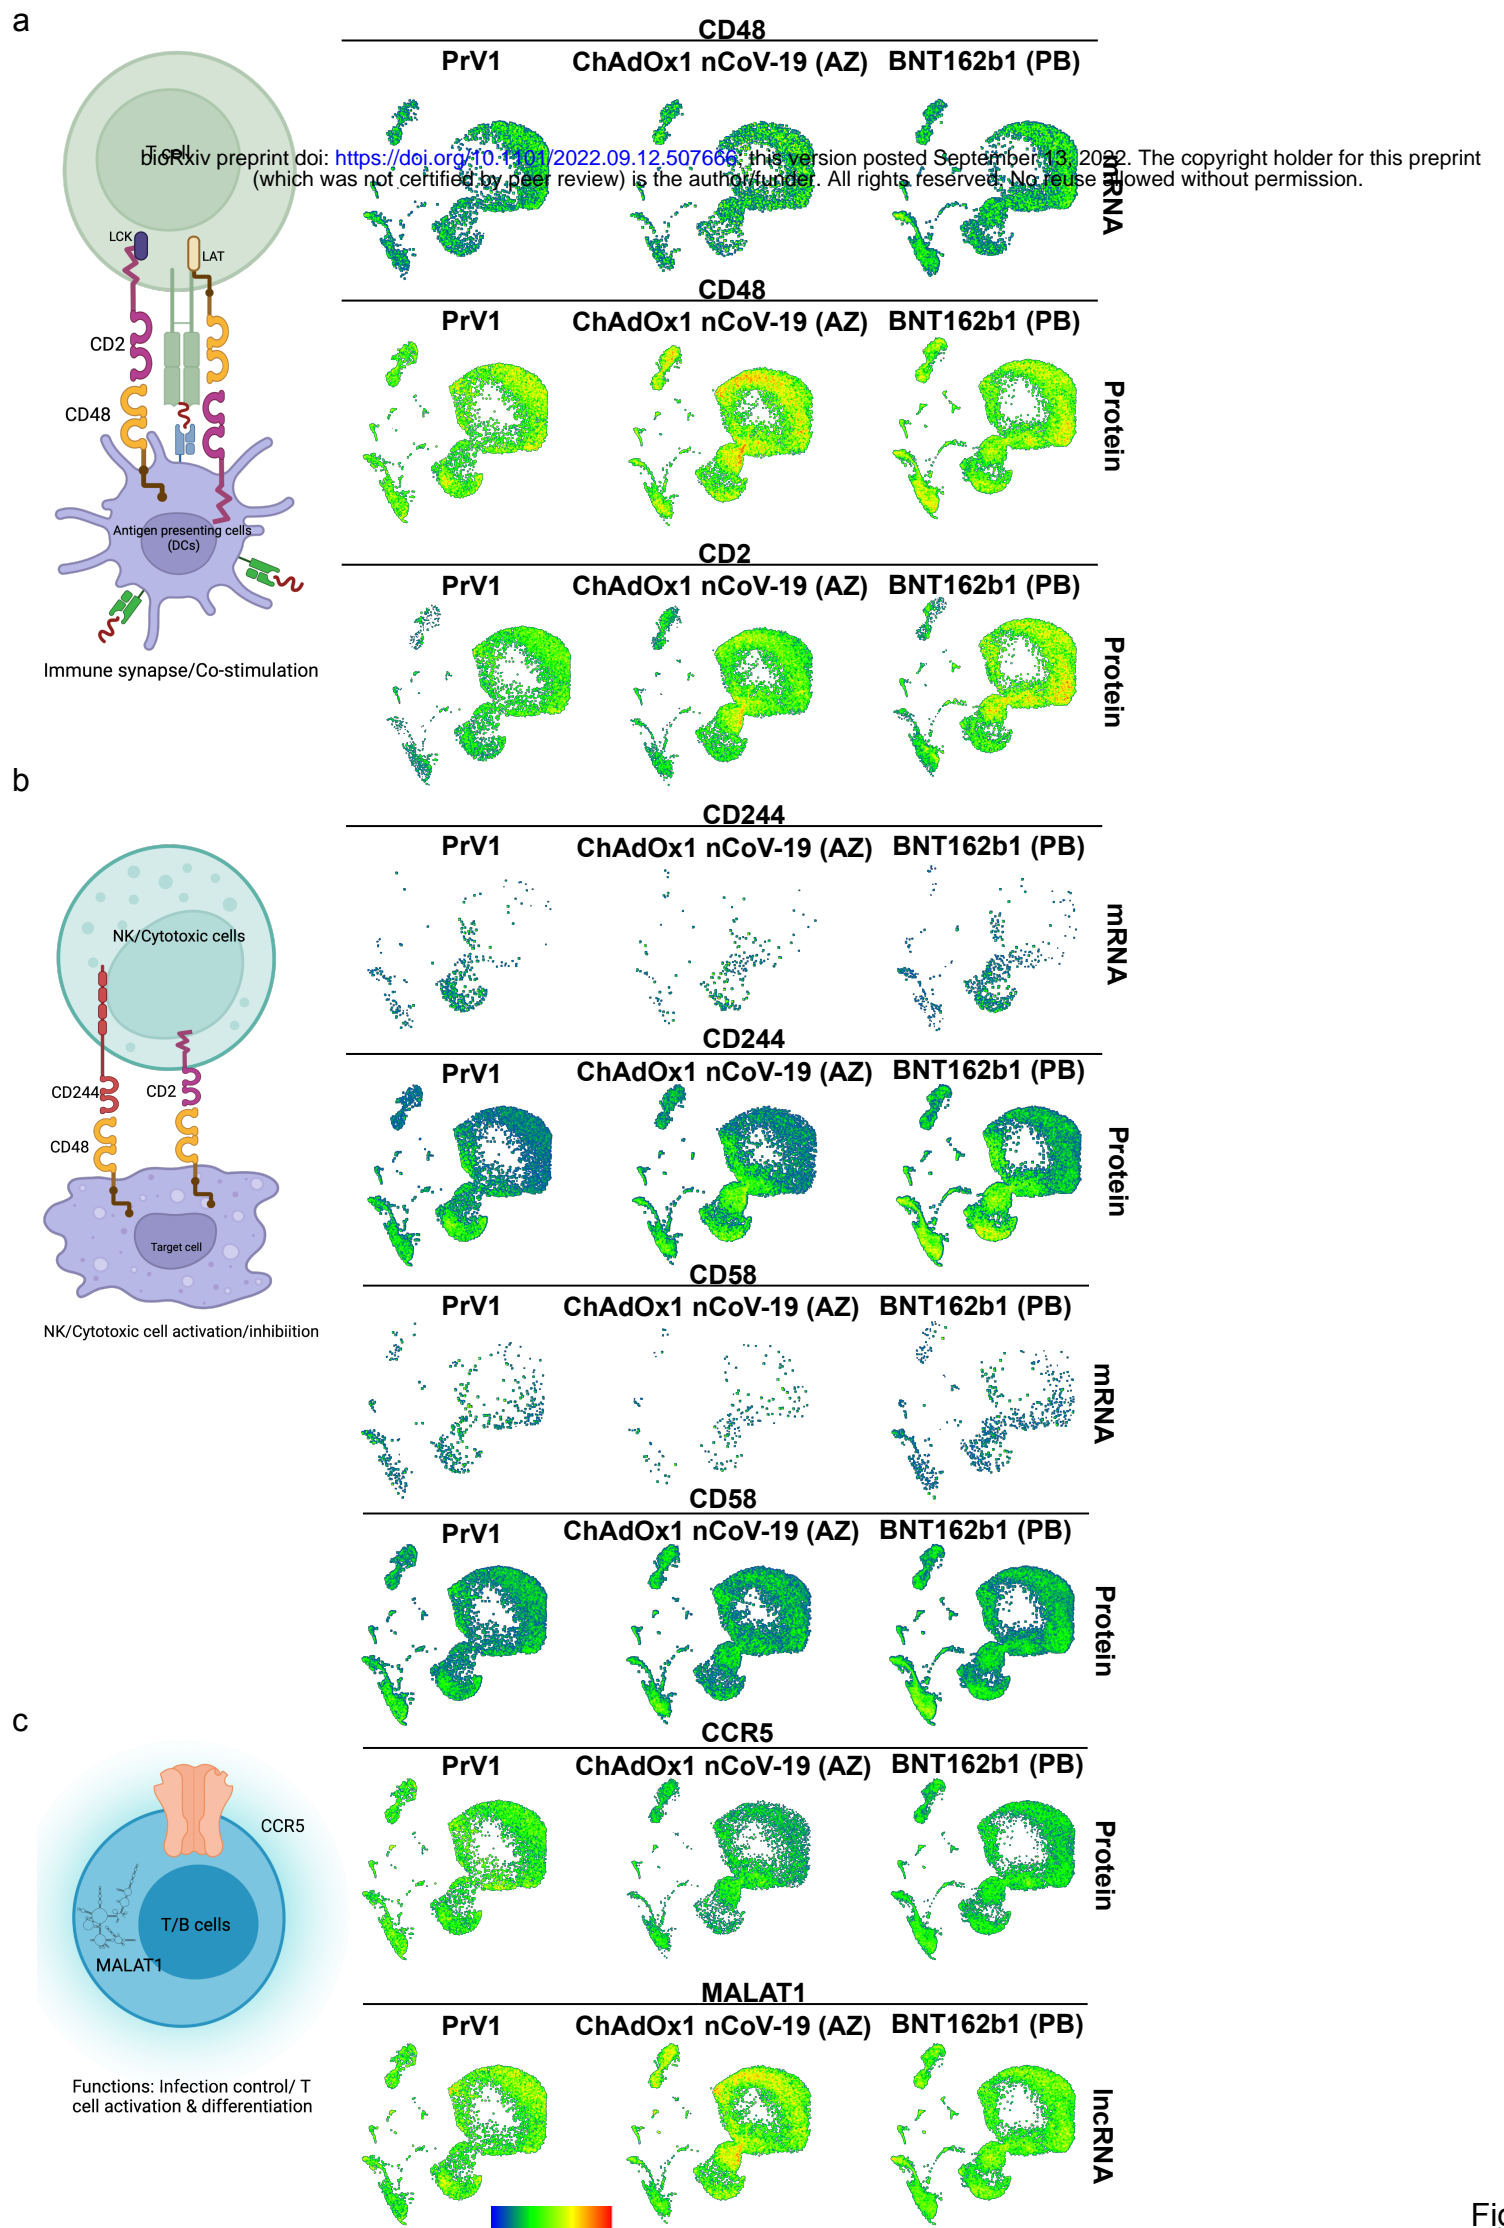 a
CD48
PrV1 ChAdOx1 nCoV-19 (AZ) BNT162b1 (PB)
T cell
bioRxiv preprint doi: https://doi.org/10.1101/2022.09.12.507666; this version posted September 13, 2022. The copyright holder for this preprint
(which was not certified by peer review) is the author/funder. All rights reserved. No reuse allowed without permission.
mRNA
LCK
LAT
CD2
CD48
Antigen presenting cells
(DCs)
Immune synapse/Co-stimulation
CD48
PrV1 ChAdOx1 nCoV-19 (AZ) BNT162b1 (PB)
Protein
CD2
PrV1 ChAdOx1 nCoV-19 (AZ) BNT162b1 (PB)
Protein
b
NK/Cytotoxic cells
CD244
CD2
CD48
Target cell
NK/Cytotoxic cell activation/inhibiition
CD244
PrV1 ChAdOx1 nCoV-19 (AZ) BNT162b1 (PB)
mRNA
CD244
PrV1 ChAdOx1 nCoV-19 (AZ) BNT162b1 (PB)
Protein
CD58
PrV1 ChAdOx1 nCoV-19 (AZ) BNT162b1 (PB)
mRNA
CD58
PrV1 ChAdOx1 nCoV-19 (AZ) BNT162b1 (PB)
Protein
c
CCR5
T/B cells
MALAT1
Functions: Infection control/ T
cell activation & differentiation
CCR5
PrV1 ChAdOx1 nCoV-19 (AZ) BNT162b1 (PB)
Protein
MALAT1
PrV1 ChAdOx1 nCoV-19 (AZ) BNT162b1 (PB)
lncRNA